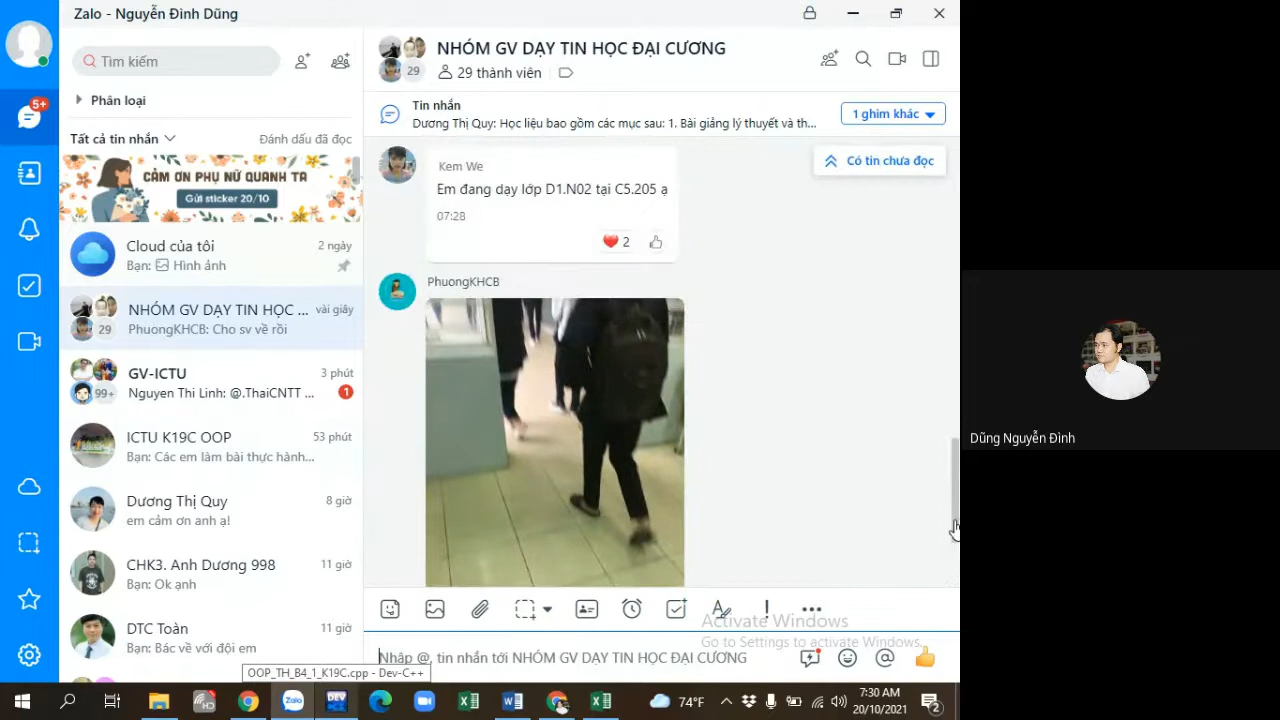 Zalo - Nguyễn Đình Dũng
Tìm kiếm
Phân loại
Tất cả tin nhắn
Đánh dấu đã đọc
CẢM ƠN PHỤ NỮ QUANH TA
Gửi sticker 20/10
Cloud của tôi
2 ngày
Bạn: Hình ảnh
29
NHÓM GV DẠY TIN HỌC ...
vài giây
PhuongKHCB: Cho sv về rồi
99+
GV-ICTU
3 phút
Nguyen Thi Linh: @.ThaiCNTT ...
1
ICTU K19C OOP
53 phút
Bạn: Các em làm bài thực hành...
Dương Thị Quy
8 giờ
em cảm ơn anh ạ!
CHK3. Anh Dương 998
11 giờ
Bạn: Ok anh
DTC Toàn
11 giờ
Bạn: Bác về với đội em
5+
29
NHÓM GV DẠY TIN HỌC ĐẠI CƯƠNG
29 thành viên
Tin nhắn
Dương Thị Quy: Học liệu bao gồm các mục sau: 1. Bài giảng lý thuyết và th...
1 ghim khác
Có tin chưa đọc
Kem We
Em đang dạy lớp D1.N02 tại C5.205 ạ
07:28
2
PhuongKHCB
Activate Windows
Go to Settings to activate Windows.
Nhập @, tin nhắn tới NHÓM GV DẠY TIN HỌC ĐẠI CƯƠNG
OOP_TH_B4_1_K19C.cpp - Dev-C++
Dũng Nguyễn Đình
Zalo
DEV
74°F
7:30 AM
20/10/2021
2